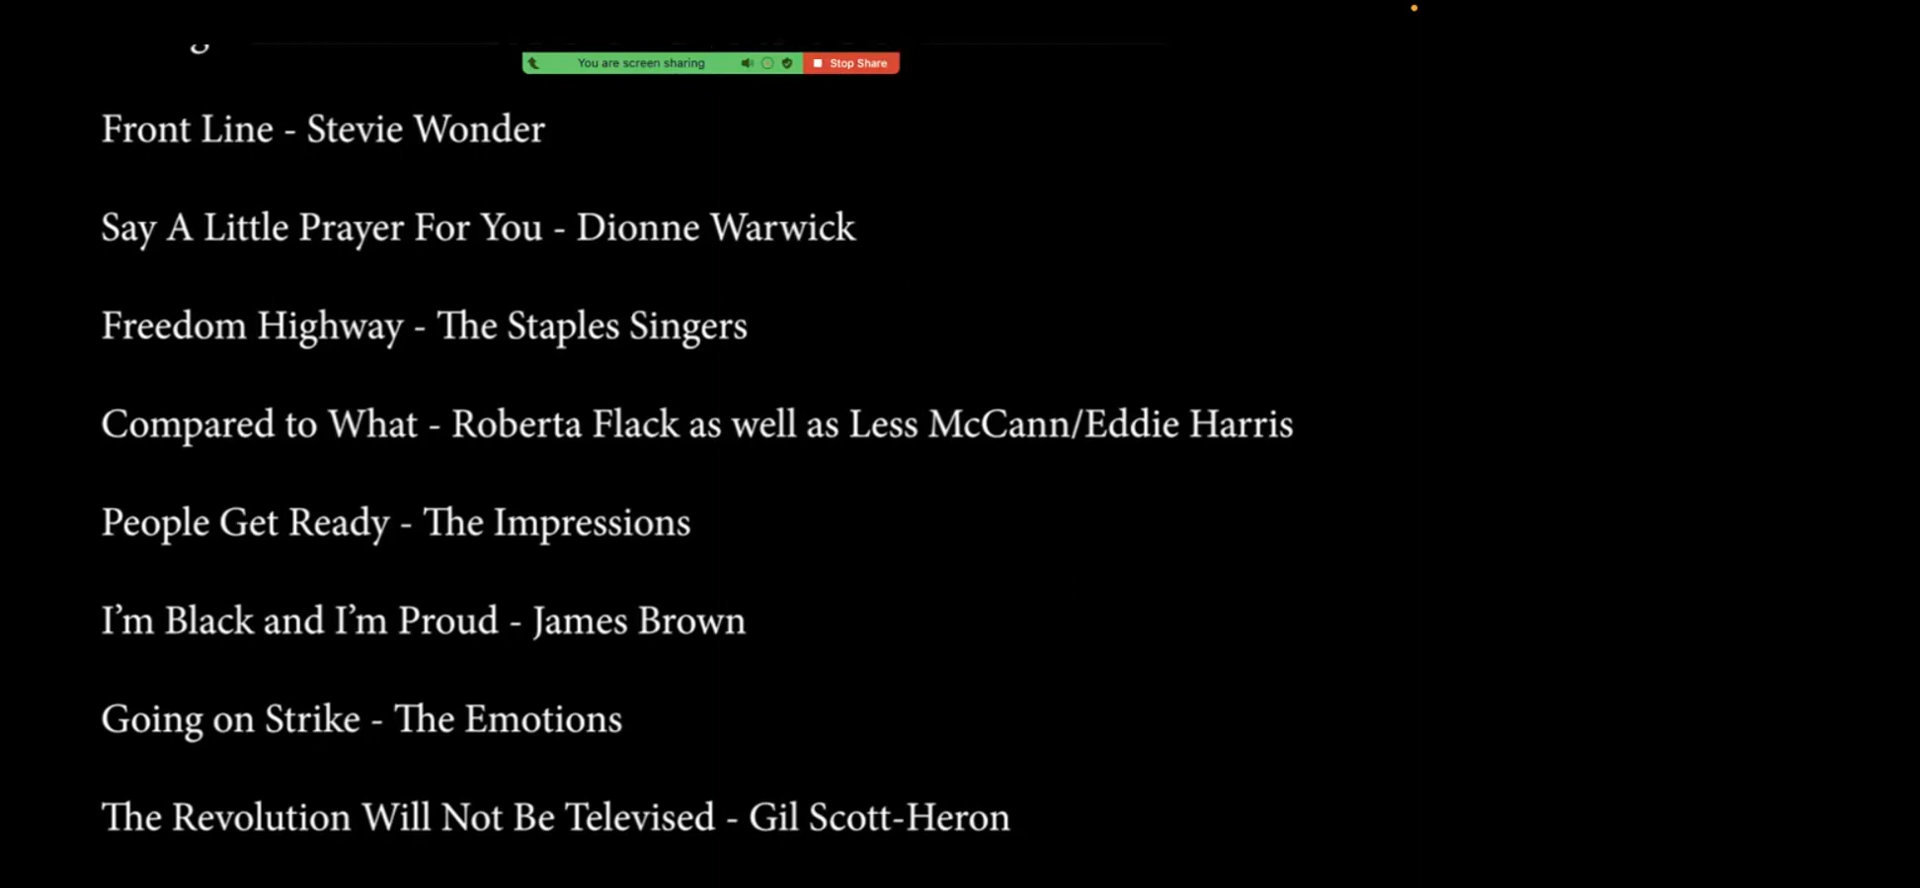 You are screen sharing Stop Share
Front Line - Stevie Wonder
Say A Little Prayer For You - Dionne Warwick
Freedom Highway - The Staples Singers
Compared to What - Roberta Flack as well as Less McCann/Eddie Harris
People Get Ready - The Impressions
I’m Black and I’m Proud - James Brown
Going on Strike - The Emotions
The Revolution Will Not Be Televised - Gil Scott-Heron